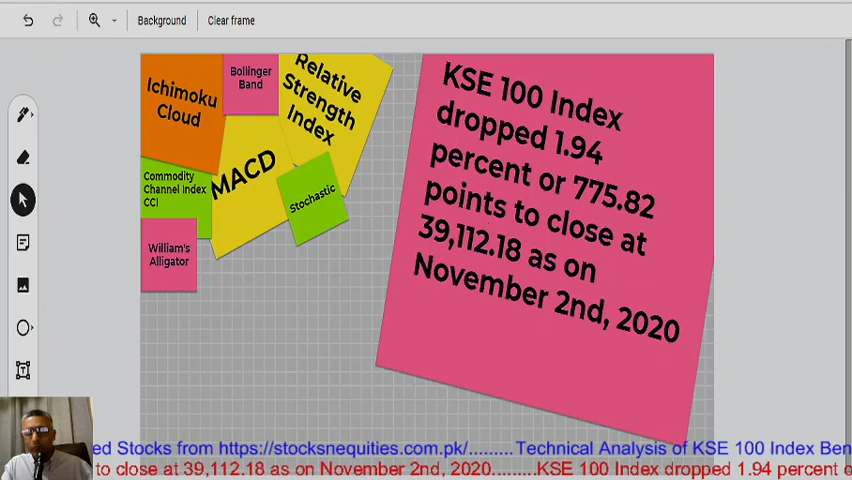 Background
Clear frame
Ichimoku
Cloud
Bollinger
Band
Relative
Strength
Index
MACD
Commodity
Channel Index
CCI
Stochastic
William's
Alligator
KSE 100 Index
dropped 1.94
percent or 775.82
points to close at
39,112.18 as on
November 2nd, 2020
ed Stocks from https://stocksnequities.com.pk/.........Technical Analysis of KSE 100 Index Ben
to close at 39,112.18 as on November 2nd, 2020.........KSE 100 Index dropped 1.94 percent o